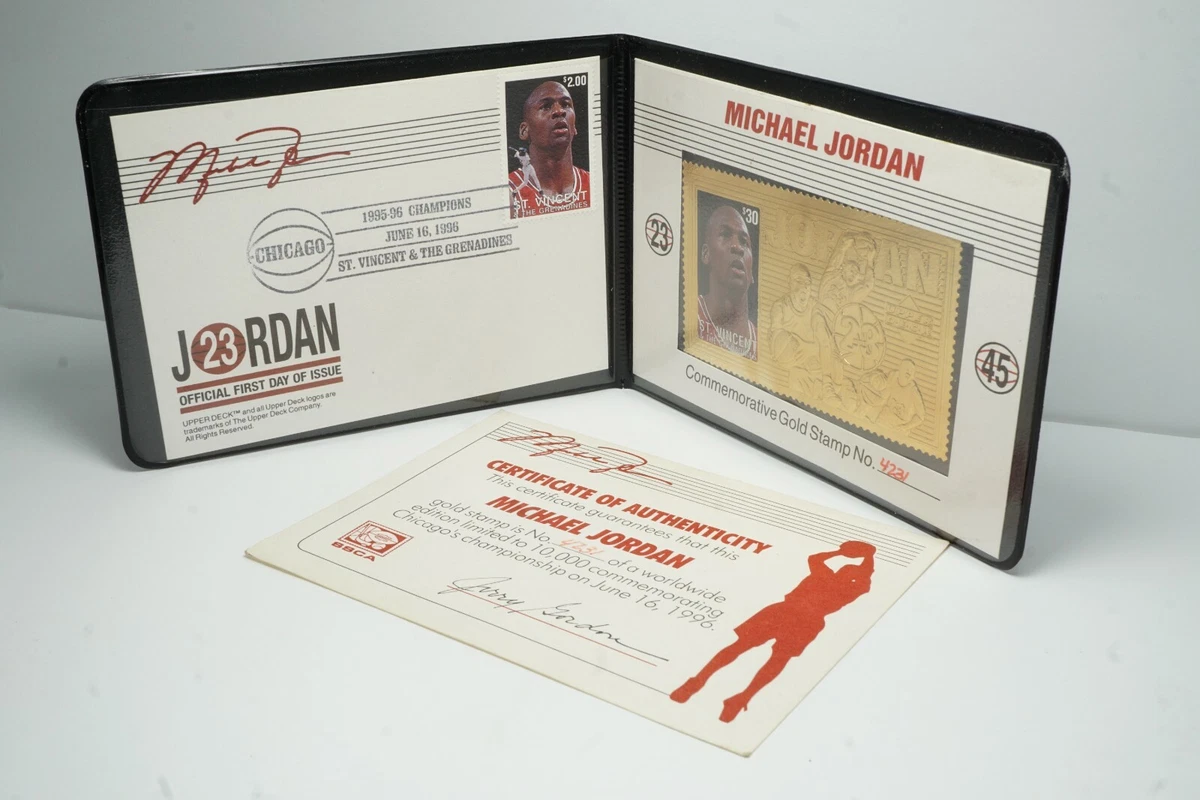 $2.00
ST. VINCENT
& THE GRENADINES
CHICAGO
1995-96 CHAMPIONS
JUNE 16, 1996
ST. VINCENT & THE GRENADINES
J23RDAN
OFFICIAL FIRST DAY OF ISSUE
UPPER DECK™ and all Upper Deck logos are
trademarks of The Upper Deck Company.
All Rights Reserved.
MICHAEL JORDAN
23
$30
ST. VINCENT
JORDAN
23
45
Commemorative Gold Stamp No. 4231
CERTIFICATE OF AUTHENTICITY
This certificate guarantees that this
MICHAEL JORDAN
gold stamp is No. 4231 of a worldwide
edition limited to 10,000 commemorating
Chicago's championship on June 16, 1996.
SSCA
Jerry Gordon